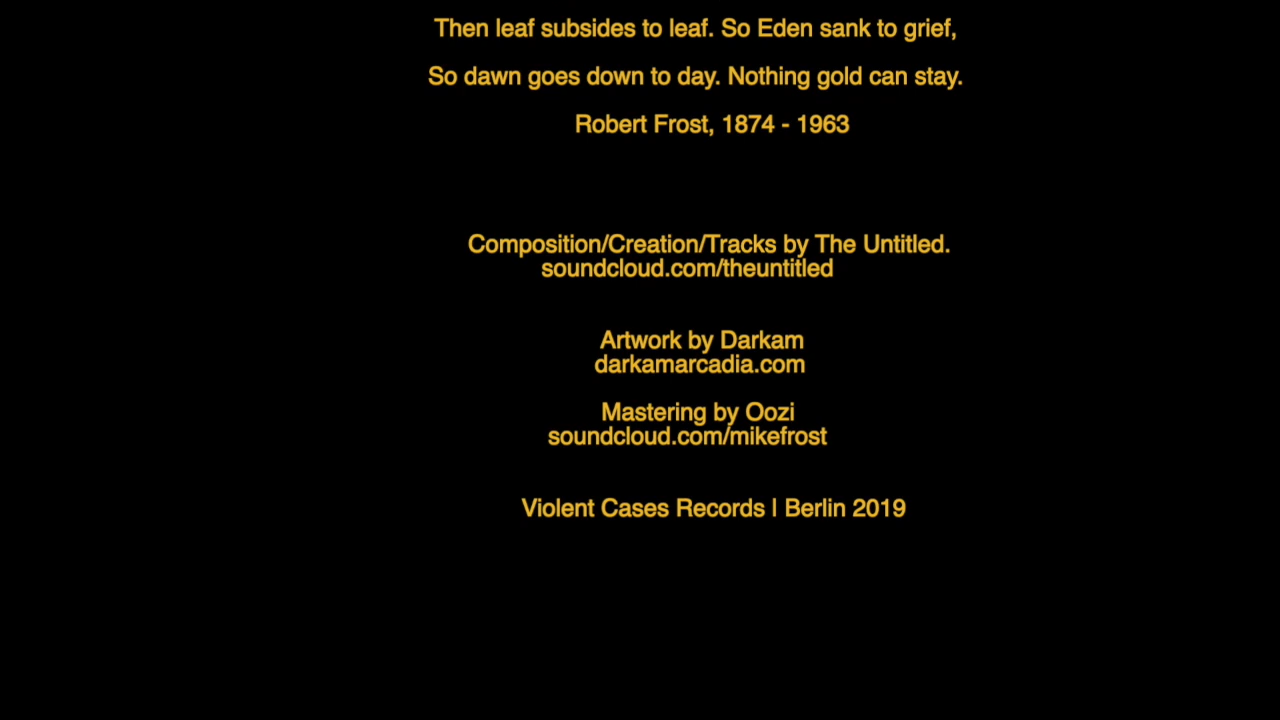 Then leaf subsides to leaf. So Eden sank to grief,
So dawn goes down to day. Nothing gold can stay.
Robert Frost, 1874 - 1963
Composition/Creation/Tracks by The Untitled.
soundcloud.com/theuntitled
Artwork by Darkam
darkamarcadia.com
Mastering by Oozi
soundcloud.com/mikefrost
Violent Cases Records | Berlin 2019